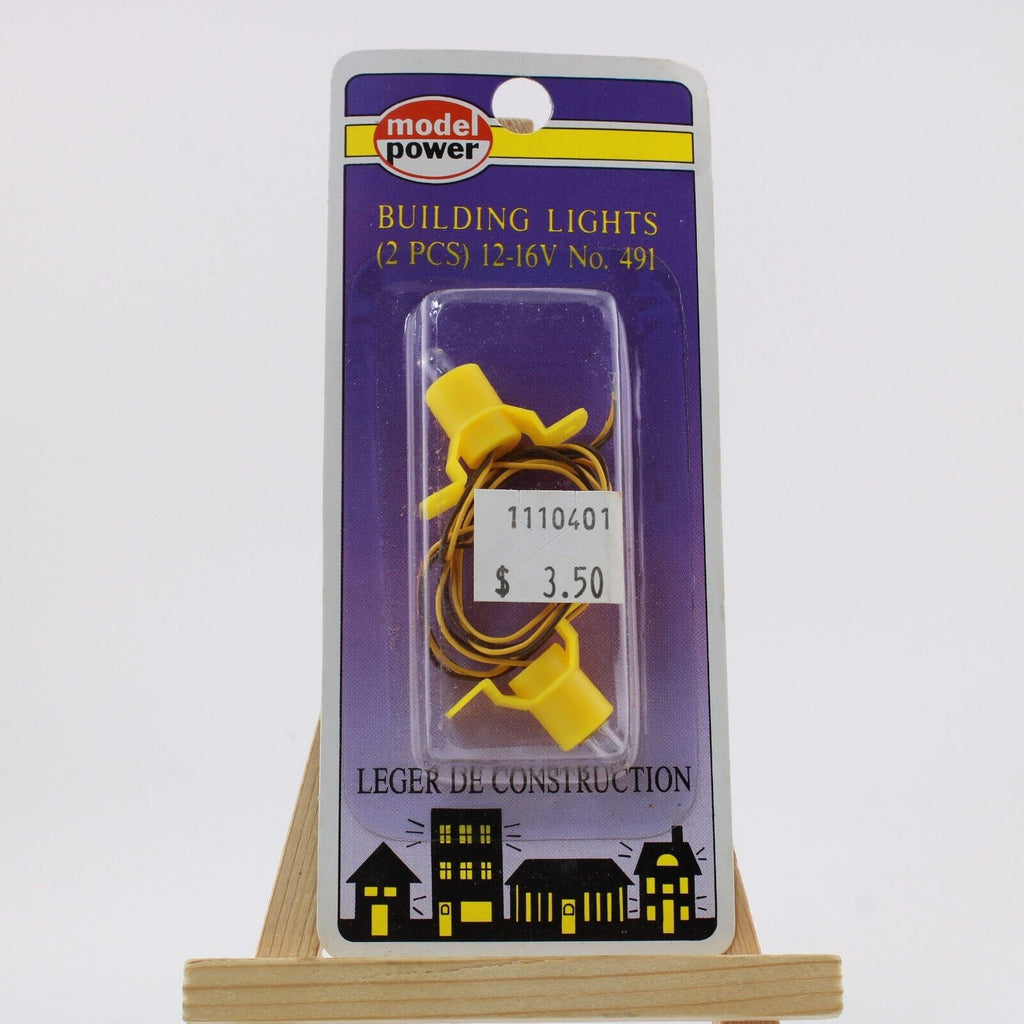 model
power
BUILDING LIGHTS
(2 PCS) 12-16V No. 491
1110401
$ 3.50
LEGER DE CONSTRUCTION